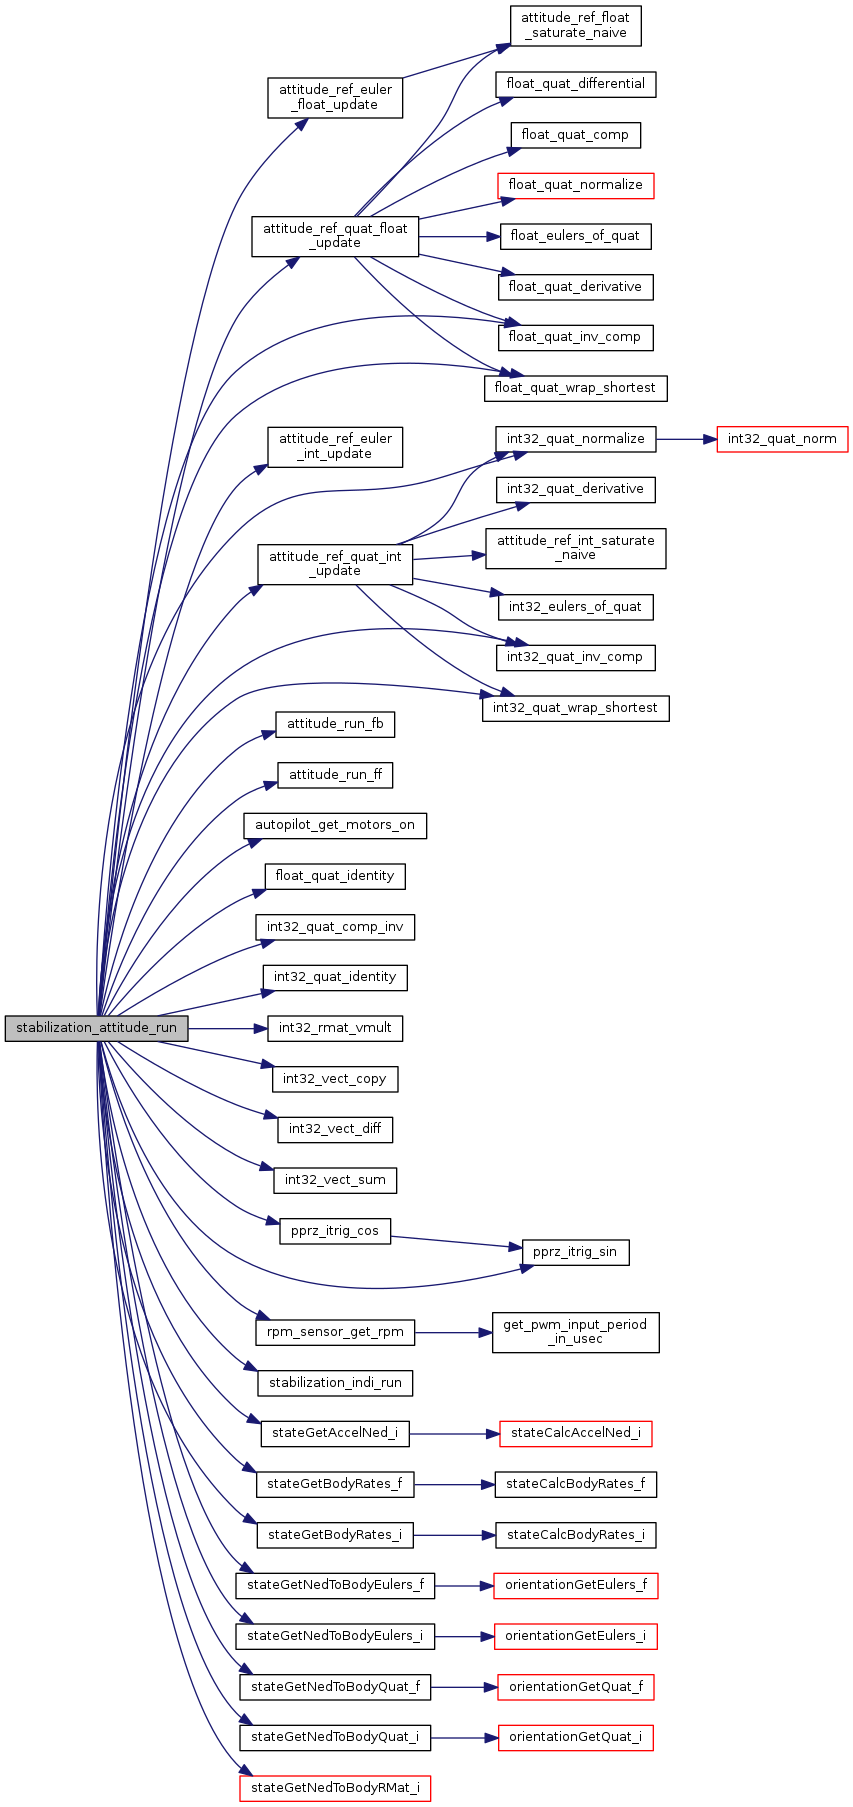 attitude_ref_float
_saturate_naive
attitude_ref_euler
_float_update
float_quat_differential
float_quat_comp
float_quat_normalize
attitude_ref_quat_float
_update
float_eulers_of_quat
float_quat_derivative
float_quat_inv_comp
float_quat_wrap_shortest
attitude_ref_euler
_int_update
int32_quat_normalize
int32_quat_norm
int32_quat_derivative
attitude_ref_int_saturate
_naive
attitude_ref_quat_int
_update
int32_eulers_of_quat
int32_quat_inv_comp
int32_quat_wrap_shortest
attitude_run_fb
attitude_run_ff
autopilot_get_motors_on
float_quat_identity
int32_quat_comp_inv
int32_quat_identity
stabilization_attitude_run
int32_rmat_vmult
int32_vect_copy
int32_vect_diff
int32_vect_sum
pprz_itrig_cos
pprz_itrig_sin
rpm_sensor_get_rpm
get_pwm_input_period
_in_usec
stabilization_indi_run
stateGetAccelNed_i
stateCalcAccelNed_i
stateGetBodyRates_f
stateCalcBodyRates_f
stateGetBodyRates_i
stateCalcBodyRates_i
stateGetNedToBodyEulers_f
orientationGetEulers_f
stateGetNedToBodyEulers_i
orientationGetEulers_i
stateGetNedToBodyQuat_f
orientationGetQuat_f
stateGetNedToBodyQuat_i
orientationGetQuat_i
stateGetNedToBodyRMat_i